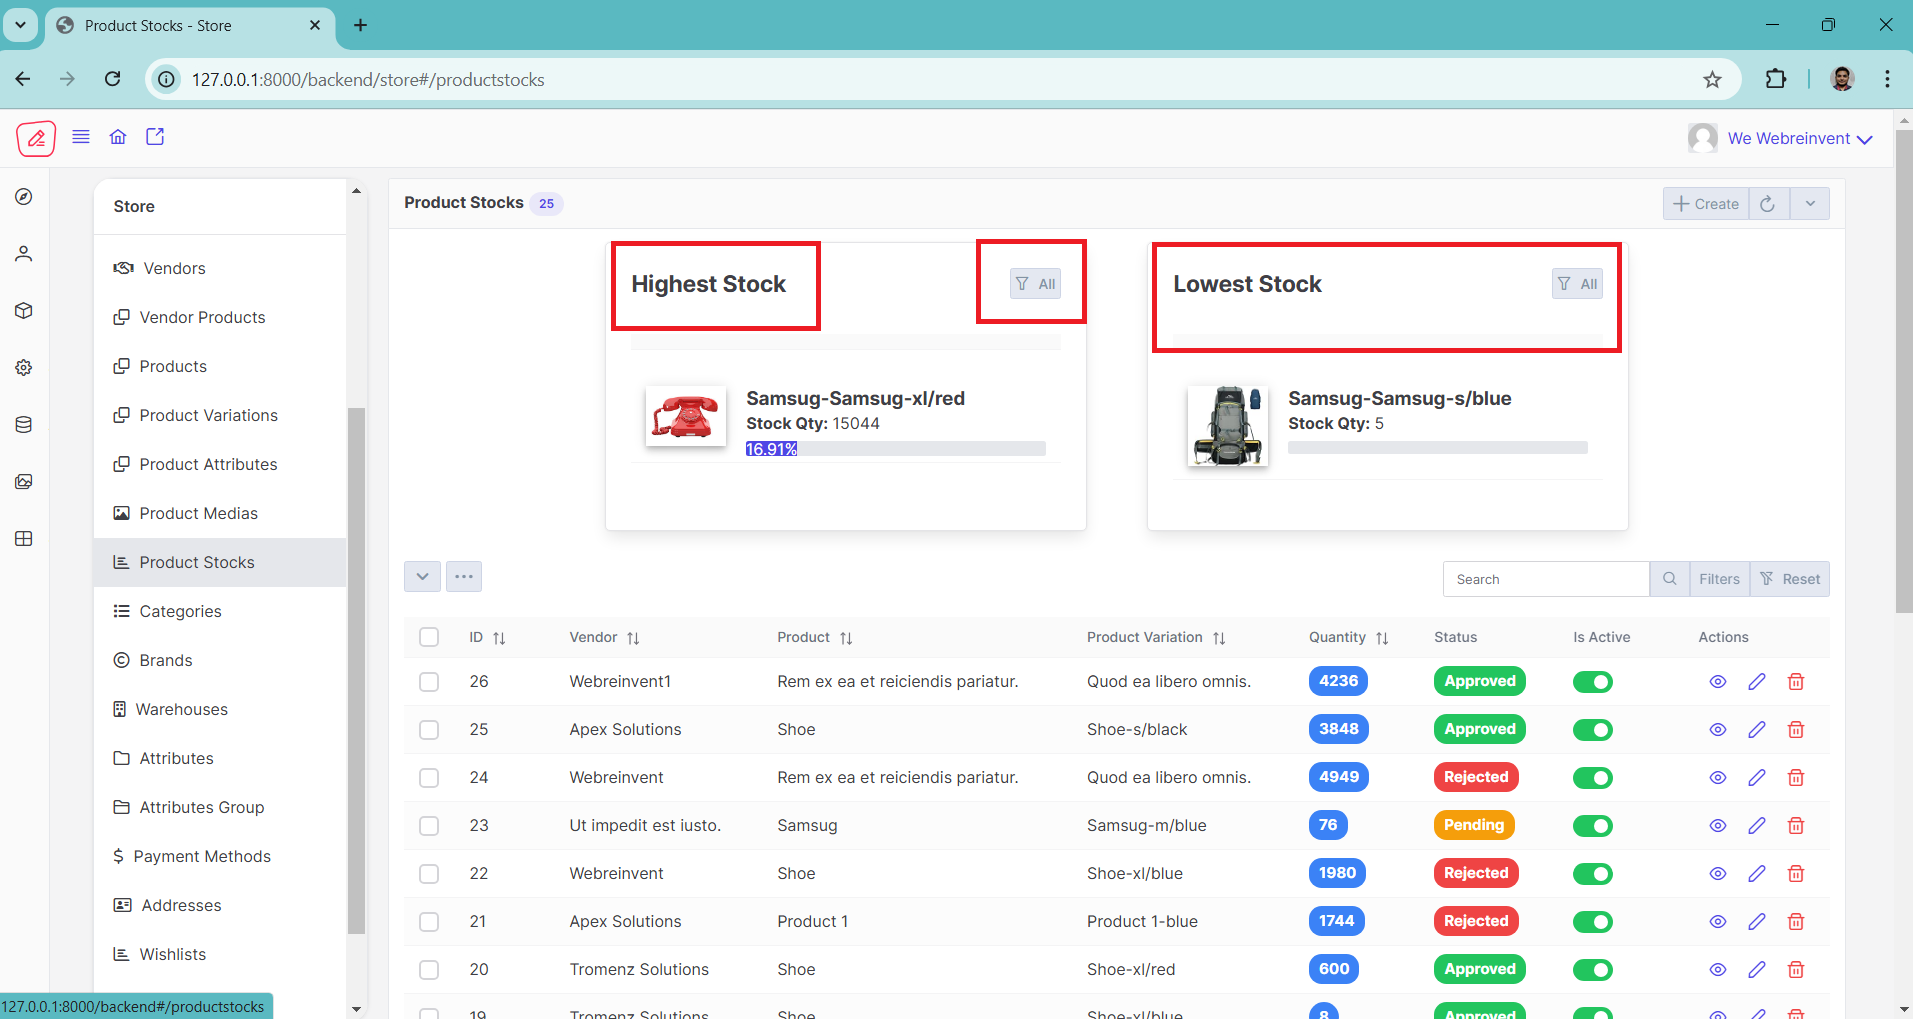 Product Stocks - Store
127.0.0.1:8000/backend/store#/productstocks
We Webreinvent
Store
Vendors
Vendor Products
Products
Product Variations
Product Attributes
Product Medias
Product Stocks
Categories
Brands
Warehouses
Attributes
Attributes Group
Payment Methods
Addresses
Wishlists
127.0.0.1:8000/backend#/productstocks
Product Stocks 25
Create
Highest Stock All
Samsug-Samsug-xl/red
Stock Qty: 15044
16.91%
Lowest Stock All
Samsug-Samsug-s/blue
Stock Qty: 5
Search Filters Reset
ID Vendor Product Product Variation Quantity Status Is Active Actions
26 Webreinvent1 Rem ex ea et reiciendis pariatur. Quod ea libero omnis. 4236 Approved
25 Apex Solutions Shoe Shoe-s/black 3848 Approved
24 Webreinvent Rem ex ea et reiciendis pariatur. Quod ea libero omnis. 4949 Rejected
23 Ut impedit est iusto. Samsug Samsug-m/blue 76 Pending
22 Webreinvent Shoe Shoe-xl/blue 1980 Rejected
21 Apex Solutions Product 1 Product 1-blue 1744 Rejected
20 Tromenz Solutions Shoe Shoe-xl/red 600 Approved
19 Tromenz Solutions Shoe Shoe-xl/blue 8 Approved